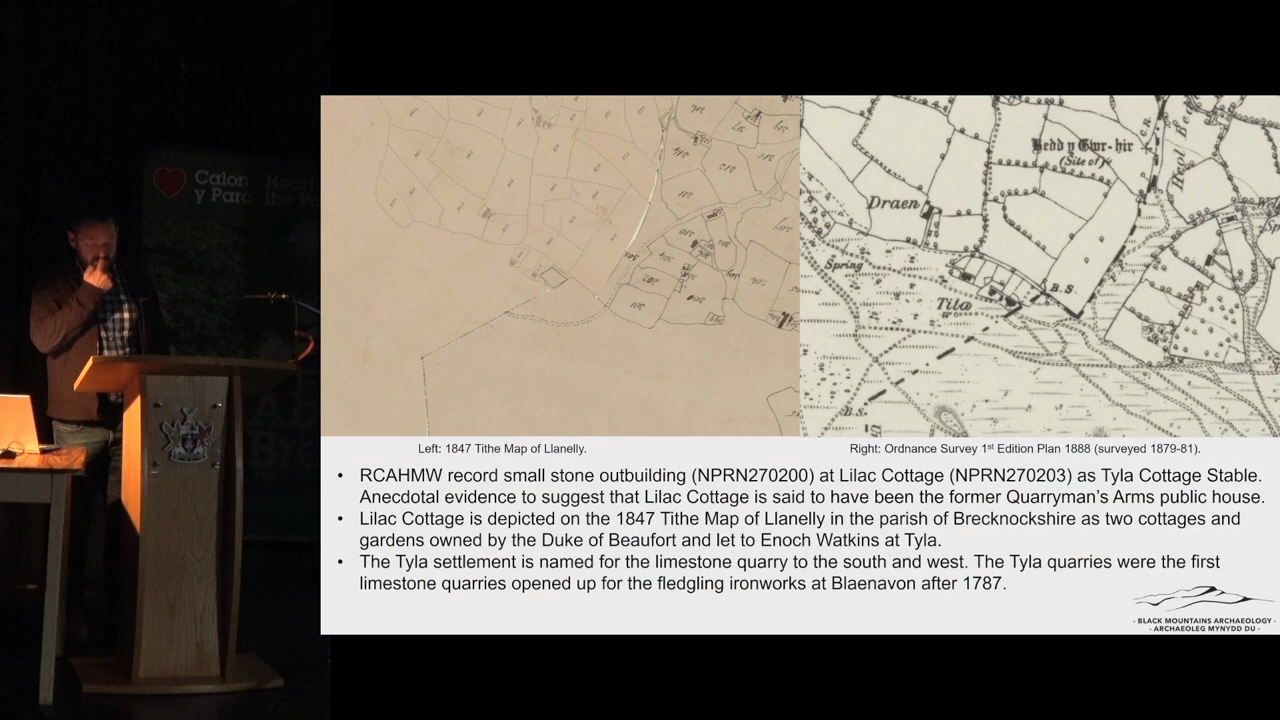 Calon
y Parc
Heart
the Pa
Bedd y Gwr-hir
(Site of)
Draen
Spring
Tila
B.S.
B.S.
C.R.
Heol
Left: 1847 Tithe Map of Llanelly.
Right: Ordnance Survey 1st Edition Plan 1888 (surveyed 1879-81).
• RCAHMW record small stone outbuilding (NPRN270200) at Lilac Cottage (NPRN270203) as Tyla Cottage Stable.
Anecdotal evidence to suggest that Lilac Cottage is said to have been the former Quarryman's Arms public house.
• Lilac Cottage is depicted on the 1847 Tithe Map of Llanelly in the parish of Brecknockshire as two cottages and
gardens owned by the Duke of Beaufort and let to Enoch Watkins at Tyla.
• The Tyla settlement is named for the limestone quarry to the south and west. The Tyla quarries were the first
limestone quarries opened up for the fledgling ironworks at Blaenavon after 1787.
- BLACK MOUNTAINS ARCHAEOLOGY -
- ARCHAEOLEG MYNYDD DU -